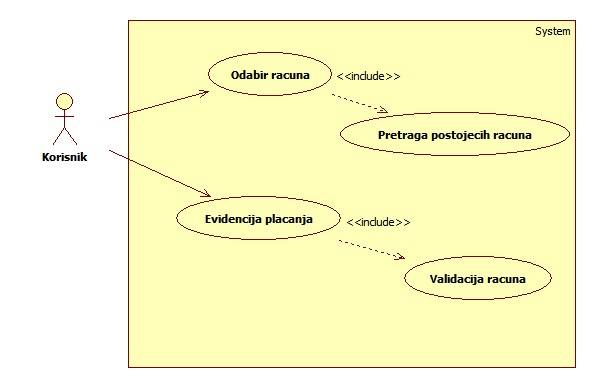 System
Odabir racuna
<<include>>
Pretraga postojecih racuna
Korisnik
Evidencija placanja
<<include>>
Validacija racuna